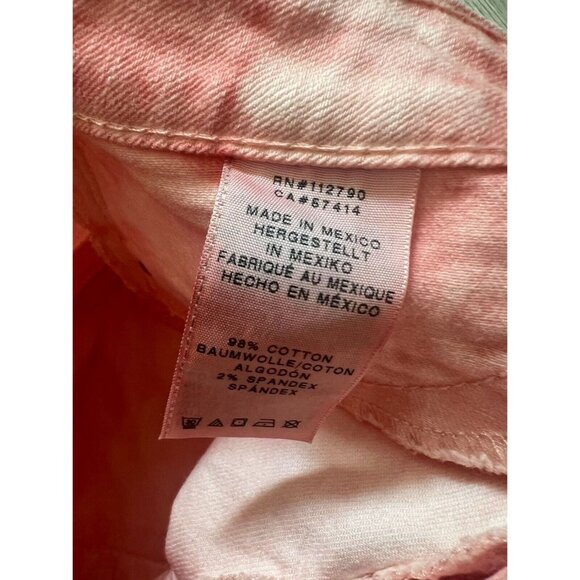 RN#112790
CA#57414
MADE IN MEXICO
HERGESTELLT
IN MEXIKO
FABRIQUÉ AU MEXIQUE
HECHO EN MÉXICO
98% COTTON
BAUMWOLLE/COTON
ALGODÓN
2% SPANDEX
SPÁNDEX